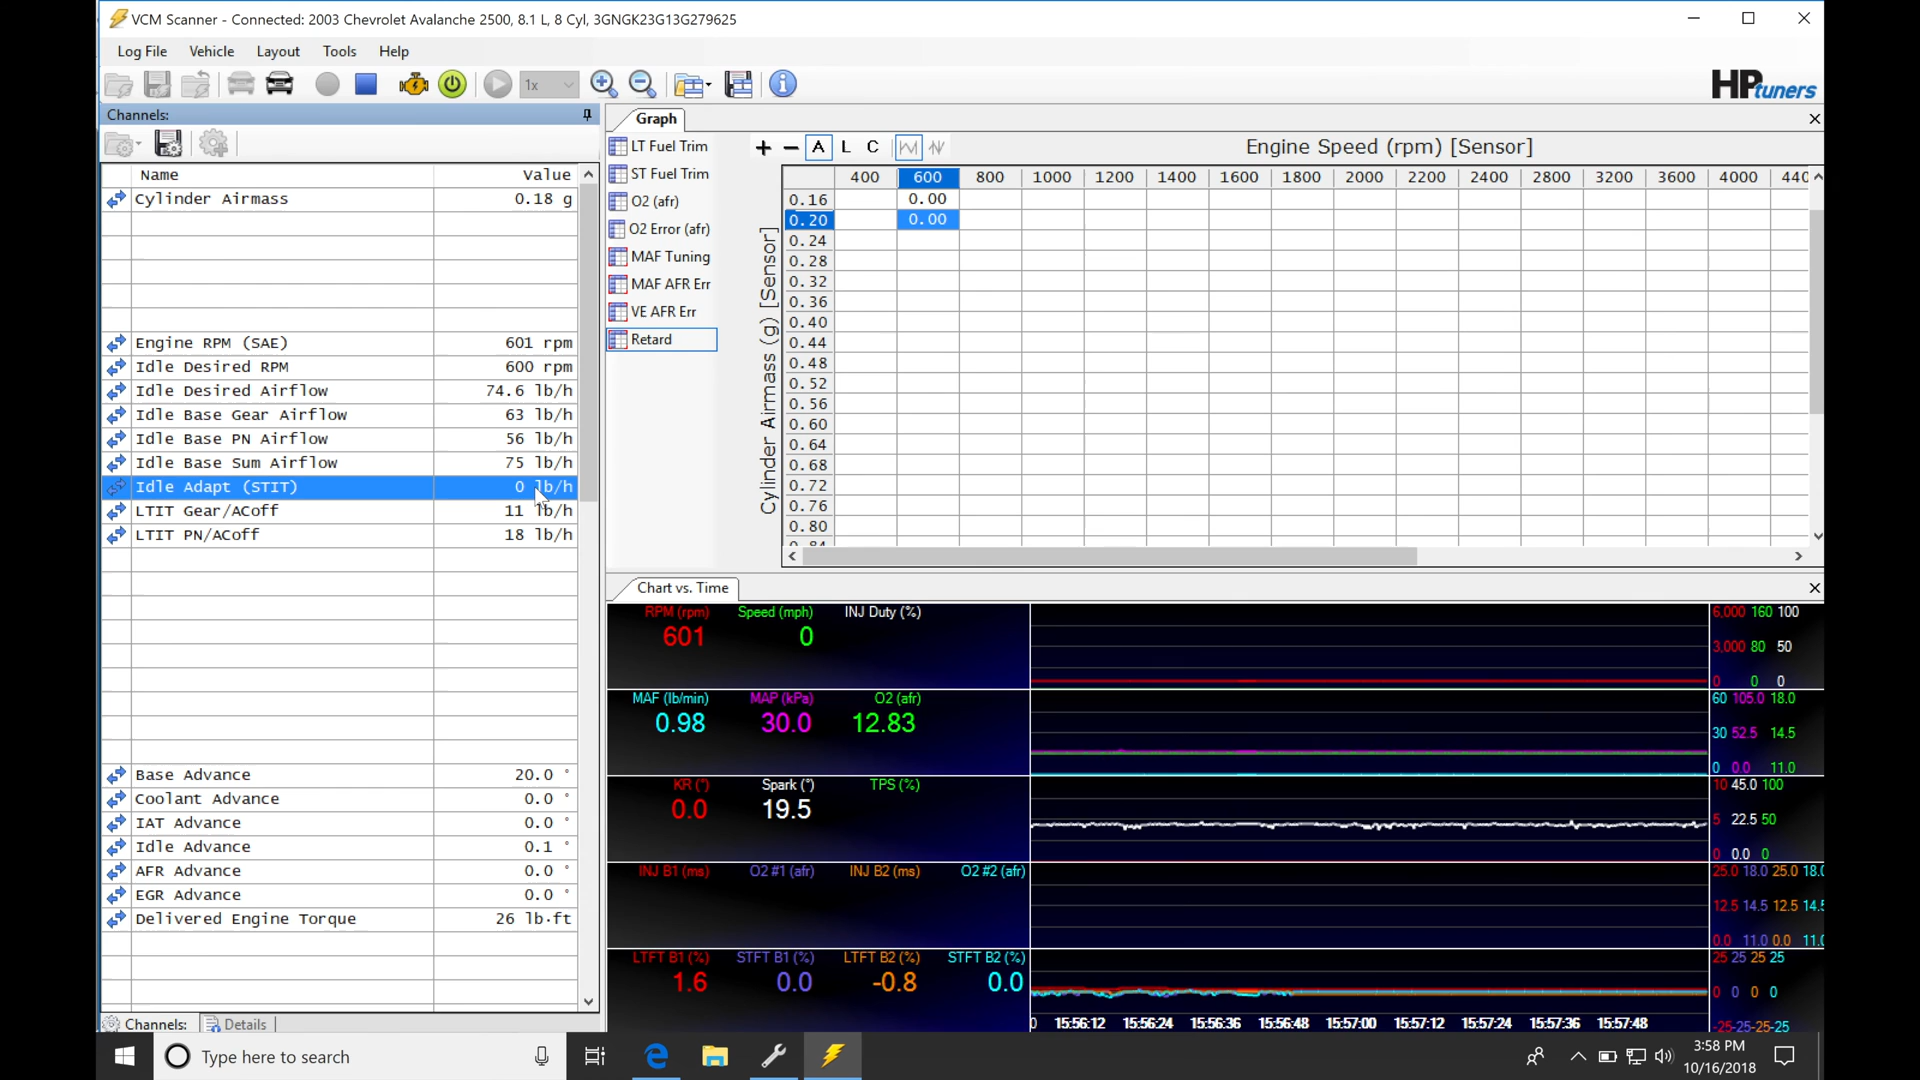 VCM Scanner - Connected: 2003 Chevrolet Avalanche 2500, 8.1 L, 8 Cyl, 3GNGK23G13G279625
Log File Vehicle Layout Tools Help
1x
HPtuners
Channels:
Name Value
Cylinder Airmass 0.18 g
Engine RPM (SAE) 601 rpm
Idle Desired RPM 600 rpm
Idle Desired Airflow 74.6 lb/h
Idle Base Gear Airflow 63 lb/h
Idle Base PN Airflow 56 lb/h
Idle Base Sum Airflow 75 lb/h
Idle Adapt (STIT) 0 lb/h
LTIT Gear/ACoff 11 lb/h
LTIT PN/ACoff 18 lb/h
Base Advance 20.0 °
Coolant Advance 0.0 °
IAT Advance 0.0 °
Idle Advance 0.1 °
AFR Advance 0.0 °
EGR Advance 0.0 °
Delivered Engine Torque 26 lb·ft
Channels: Details
Graph
LT Fuel Trim
ST Fuel Trim
O2 (afr)
O2 Error (afr)
MAF Tuning
MAF AFR Err
VE AFR Err
Retard
A L C
Engine Speed (rpm) [Sensor]
400 600 800 1000 1200 1400 1600 1800 2000 2200 2400 2800 3200 3600 4000 440
Cylinder Airmass (g) [Sensor]
0.16 0.00
0.20 0.00
0.24
0.28
0.32
0.36
0.40
0.44
0.48
0.52
0.56
0.60
0.64
0.68
0.72
0.76
0.80
0.84
Chart vs. Time
RPM (rpm) Speed (mph) INJ Duty (%)
601 0
6,000 160 100
3,000 80 50
0 0 0
MAF (lb/min) MAP (kPa) O2 (afr)
0.98 30.0 12.83
60 105.0 18.0
30 52.5 14.5
0 0.0 11.0
KR (°) Spark (°) TPS (%)
0.0 19.5
10 45.0 100
5 22.5 50
0 0.0 0
INJ B1 (ms) O2 #1 (afr) INJ B2 (ms) O2 #2 (afr)
25.0 18.0 25.0 18.0
12.5 14.5 12.5 14.5
0.0 11.0 0.0 11.0
LTFT B1 (%) STFT B1 (%) LTFT B2 (%) STFT B2 (%)
1.6 0.0 -0.8 0.0
25 25 25 25
0 0 0 0
-25 -25 -25 -25
0 15:56:12 15:56:24 15:56:36 15:56:48 15:57:00 15:57:12 15:57:24 15:57:36 15:57:48
Type here to search
3:58 PM
10/16/2018